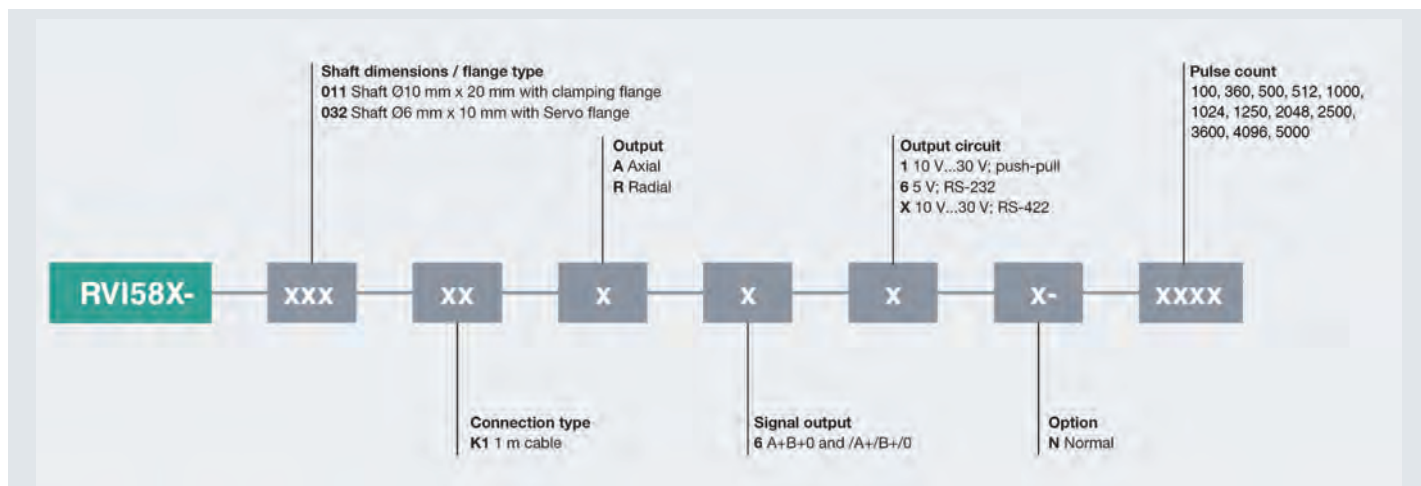 Shaft dimensions / flange type
011 Shaft Ø10 mm x 20 mm with clamping flange
032 Shaft Ø6 mm x 10 mm with Servo flange
Output
A Axial
R Radial
Output circuit
1 10 V...30 V; push-pull
6 5 V; RS-232
X 10 V...30 V; RS-422
Pulse count
100, 360, 500, 512, 1000,
1024, 1250, 2048, 2500,
3600, 4096, 5000
RVI58X-
xxx
xx
x
x
x
x-
xxxx
Connection type
K1 1 m cable
Signal output
6 A+B+0 and /A+/B+/0
Option
N Normal